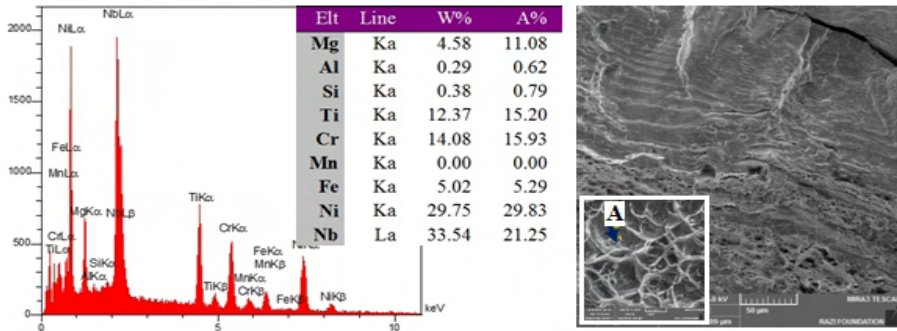 2000
1500
1000
500
0
NbLα
NiLα
FeLα
MnLα
MgKα
NbLβ
CrLα
TiLα
SiKα
AlKα
TiKα
TiKβ
CrKα
MnKα
CrKβ
FeKα
MnKβ
FeKβ
NiKα
NiKβ
0 5 10
keV
Elt Line W% A%
Mg Ka 4.58 11.08
Al Ka 0.29 0.62
Si Ka 0.38 0.79
Ti Ka 12.37 15.20
Cr Ka 14.08 15.93
Mn Ka 0.00 0.00
Fe Ka 5.02 5.29
Ni Ka 29.75 29.83
Nb La 33.54 21.25
A
50 µm
MIRA3 TESCAN
RAZI FOUNDATION